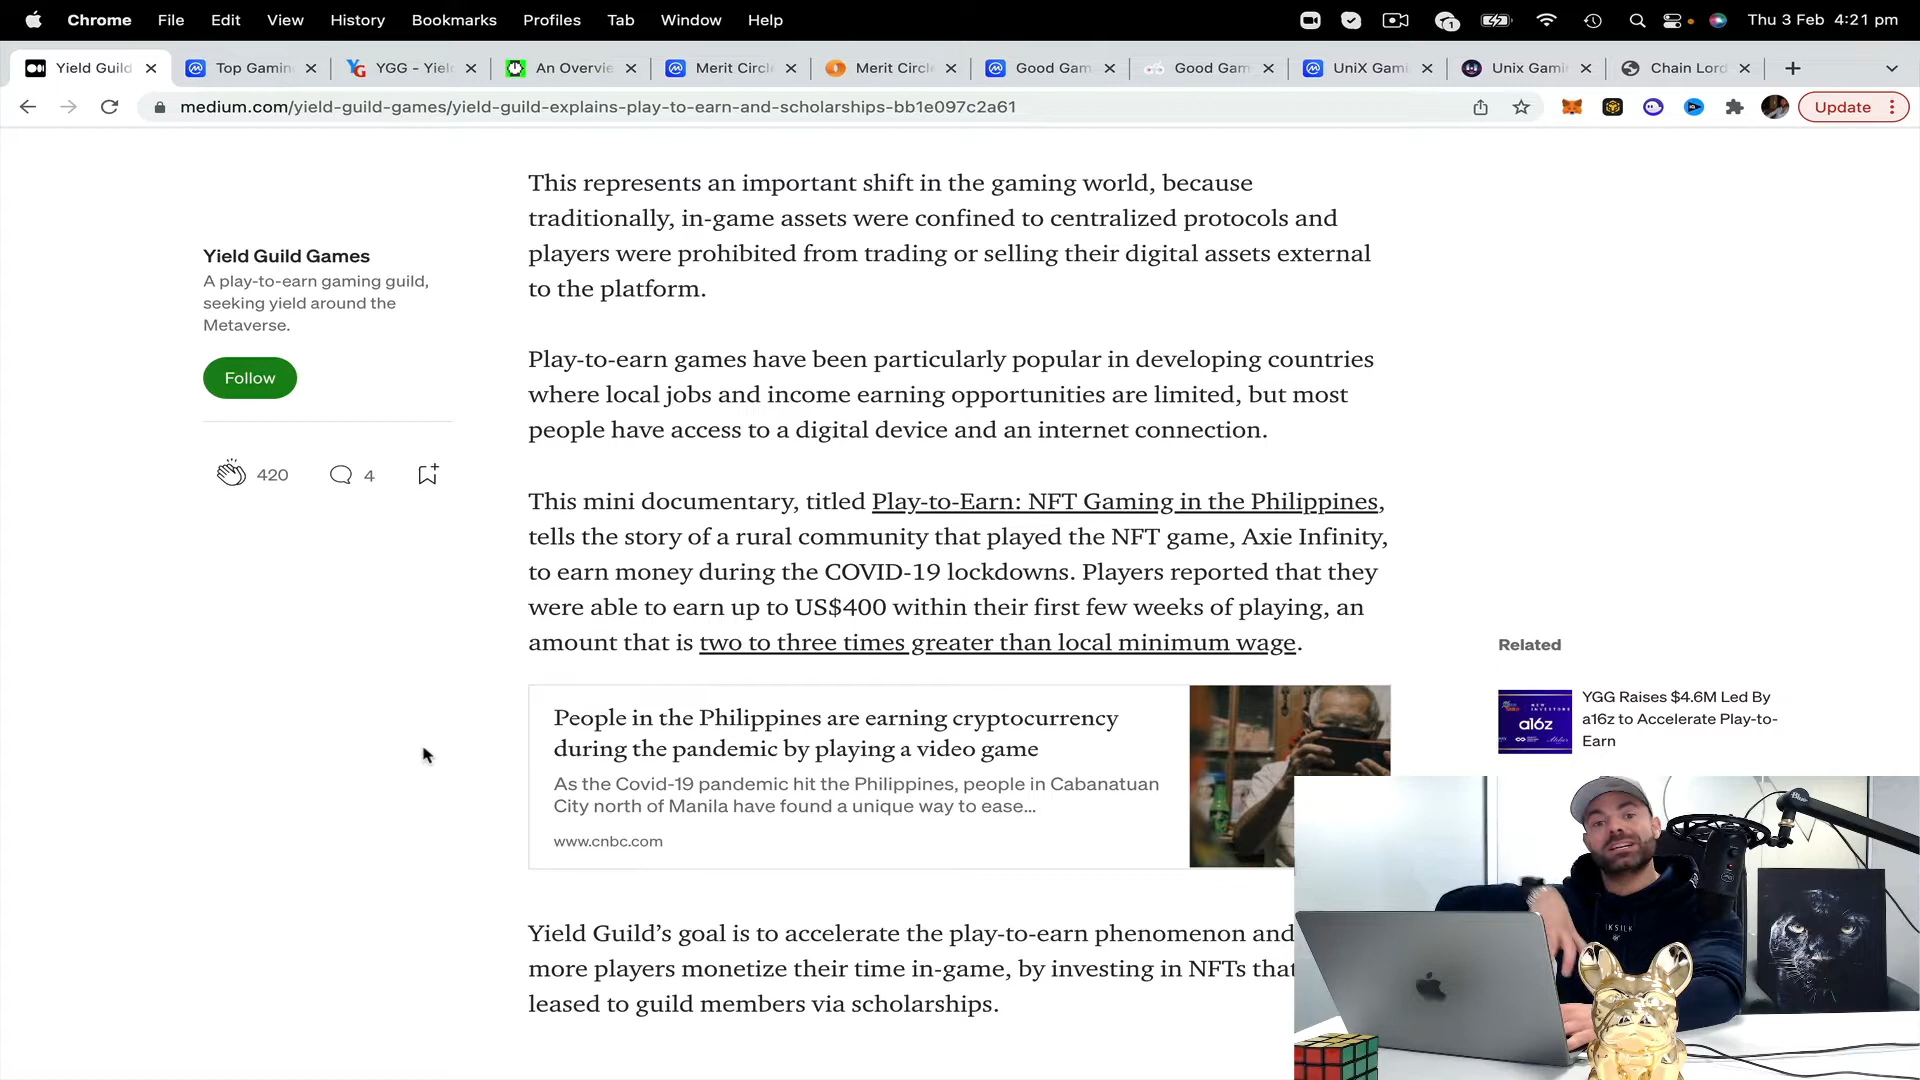 Chrome File Edit View History Bookmarks Profiles Tab Window Help 1 Thu 3 Feb 4:21 pm
Yield Guild Top Gamin YGG - Yiel An Overvie Merit Circl Merit Circl Good Gam Good Gam UniX Gami Unix Gami Chain Lord
medium.com/yield-guild-games/yield-guild-explains-play-to-earn-and-scholarships-bb1e097c2a61 Update
This represents an important shift in the gaming world, because
traditionally, in-game assets were confined to centralized protocols and
players were prohibited from trading or selling their digital assets external
to the platform.
Yield Guild Games
A play-to-earn gaming guild,
seeking yield around the
Metaverse.
Follow
420 4
Play-to-earn games have been particularly popular in developing countries
where local jobs and income earning opportunities are limited, but most
people have access to a digital device and an internet connection.
This mini documentary, titled Play-to-Earn: NFT Gaming in the Philippines,
tells the story of a rural community that played the NFT game, Axie Infinity,
to earn money during the COVID-19 lockdowns. Players reported that they
were able to earn up to US$400 within their first few weeks of playing, an
amount that is two to three times greater than local minimum wage.
People in the Philippines are earning cryptocurrency
during the pandemic by playing a video game
As the Covid-19 pandemic hit the Philippines, people in Cabanatuan
City north of Manila have found a unique way to ease...
www.cnbc.com
Related
a16z
YGG Raises $4.6M Led By
a16z to Accelerate Play-to-
Earn
Yield Guild's goal is to accelerate the play-to-earn phenomenon and
more players monetize their time in-game, by investing in NFTs that
leased to guild members via scholarships.
Blue